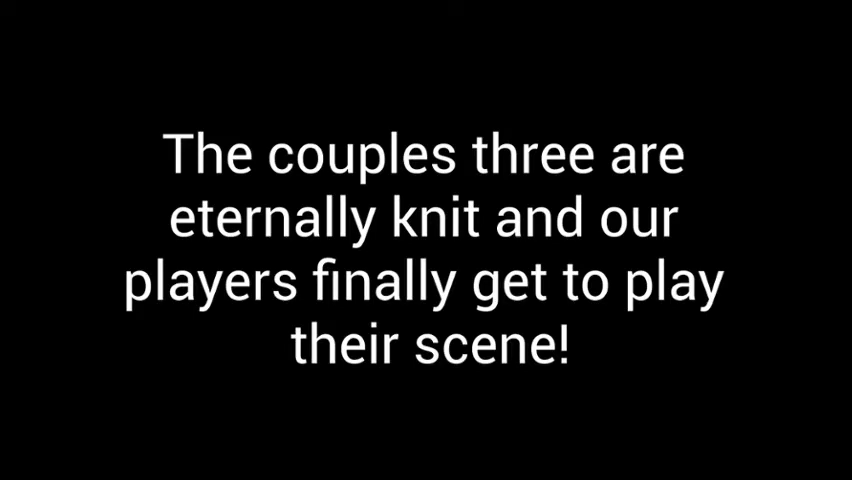 The couples three are
eternally knit and our
players finally get to play
their scene!